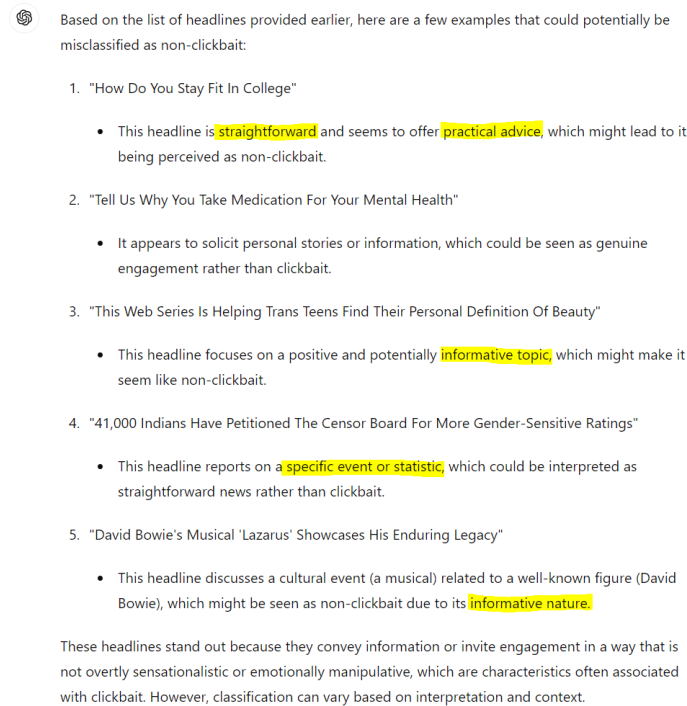 Based on the list of headlines provided earlier, here are a few examples that could potentially be
misclassified as non-clickbait:
1. "How Do You Stay Fit In College"
• This headline is straightforward and seems to offer practical advice, which might lead to it
being perceived as non-clickbait.
2. "Tell Us Why You Take Medication For Your Mental Health"
• It appears to solicit personal stories or information, which could be seen as genuine
engagement rather than clickbait.
3. "This Web Series Is Helping Trans Teens Find Their Personal Definition Of Beauty"
• This headline focuses on a positive and potentially informative topic, which might make it
seem like non-clickbait.
4. "41,000 Indians Have Petitioned The Censor Board For More Gender-Sensitive Ratings"
• This headline reports on a specific event or statistic, which could be interpreted as
straightforward news rather than clickbait.
5. "David Bowie's Musical 'Lazarus' Showcases His Enduring Legacy"
• This headline discusses a cultural event (a musical) related to a well-known figure (David
Bowie), which might be seen as non-clickbait due to its informative nature.
These headlines stand out because they convey information or invite engagement in a way that is
not overtly sensationalistic or emotionally manipulative, which are characteristics often associated
with clickbait. However, classification can vary based on interpretation and context.